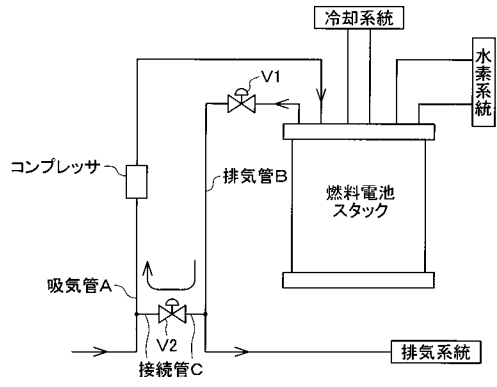 冷却系統
水素系統
V1
コンプレッサ
排気管B
燃料電池
スタック
吸気管A
V2
接続管C
排気系統